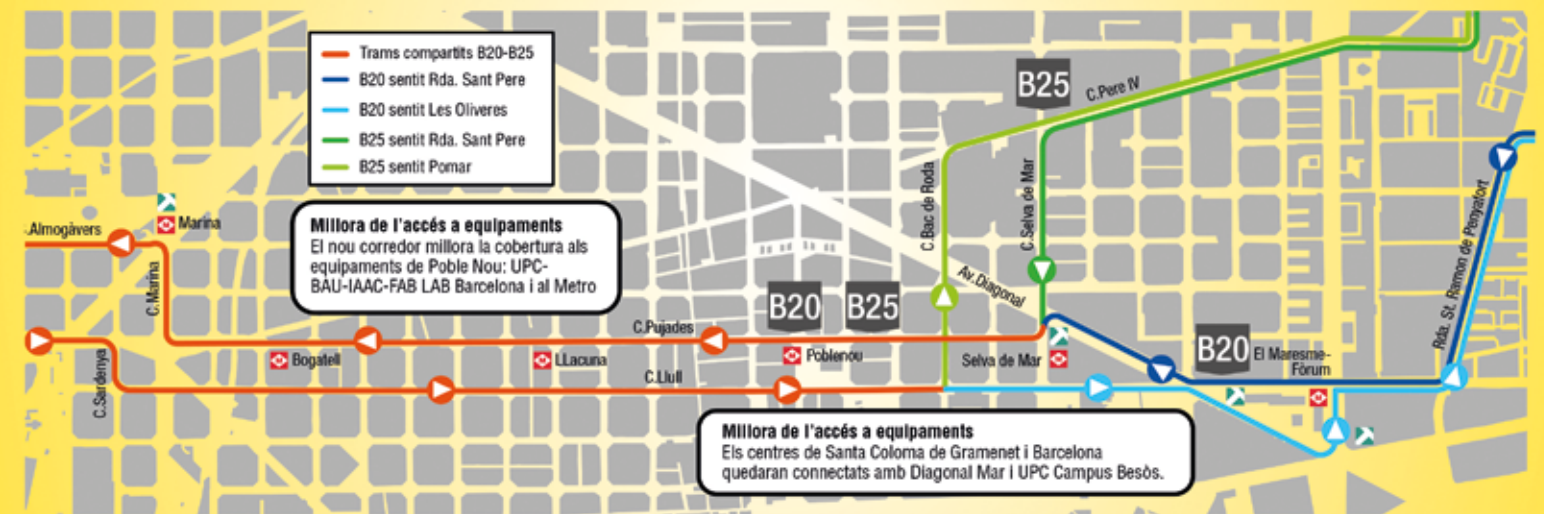 Trams compartits B20-B25
B20 sentit Rda. Sant Pere
B20 sentit Les Oliveres
B25 sentit Rda. Sant Pere
B25 sentit Pomar
B25
C.Pere IV
Marina
.Almogàvers
C.Marina
Millora de l'accés a equipaments
El nou corredor millora la cobertura als
equipaments de Poble Nou: UPC-
BAU-IAAC-FAB LAB Barcelona i al Metro
C.Bac de Roda
C.Selva de Mar
Av.Diagonal
Rda. St. Ramon de Penyafort
B20
B25
C.Pujades
Bogatell
LLacuna
Poblenou
Selva de Mar
B20
El Maresme-
Fòrum
C.Sardenya
C.Llull
Millora de l'accés a equipaments
Els centres de Santa Coloma de Gramenet i Barcelona
quedaran connectats amb Diagonal Mar i UPC Campus Besòs.